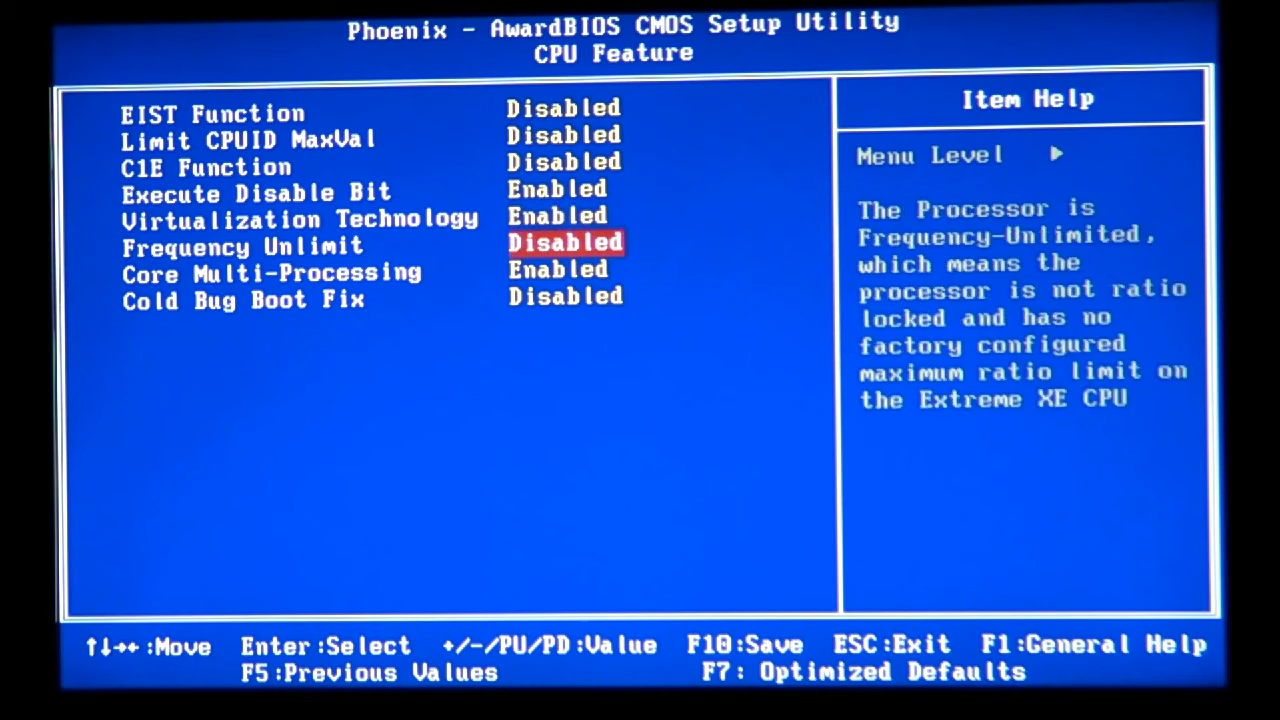 Phoenix - AwardBIOS CMOS Setup Utility
CPU Feature
EIST Function Disabled
Limit CPUID MaxVal Disabled
C1E Function Disabled
Execute Disable Bit Enabled
Virtualization Technology Enabled
Frequency Unlimit Disabled
Core Multi-Processing Enabled
Cold Bug Boot Fix Disabled
Item Help
Menu Level ▶
The Processor is
Frequency-Unlimited,
which means the
processor is not ratio
locked and has no
factory configured
maximum ratio limit on
the Extreme XE CPU
↑↓→←:Move Enter:Select +/-/PU/PD:Value F10:Save ESC:Exit F1:General Help
F5:Previous Values F7: Optimized Defaults